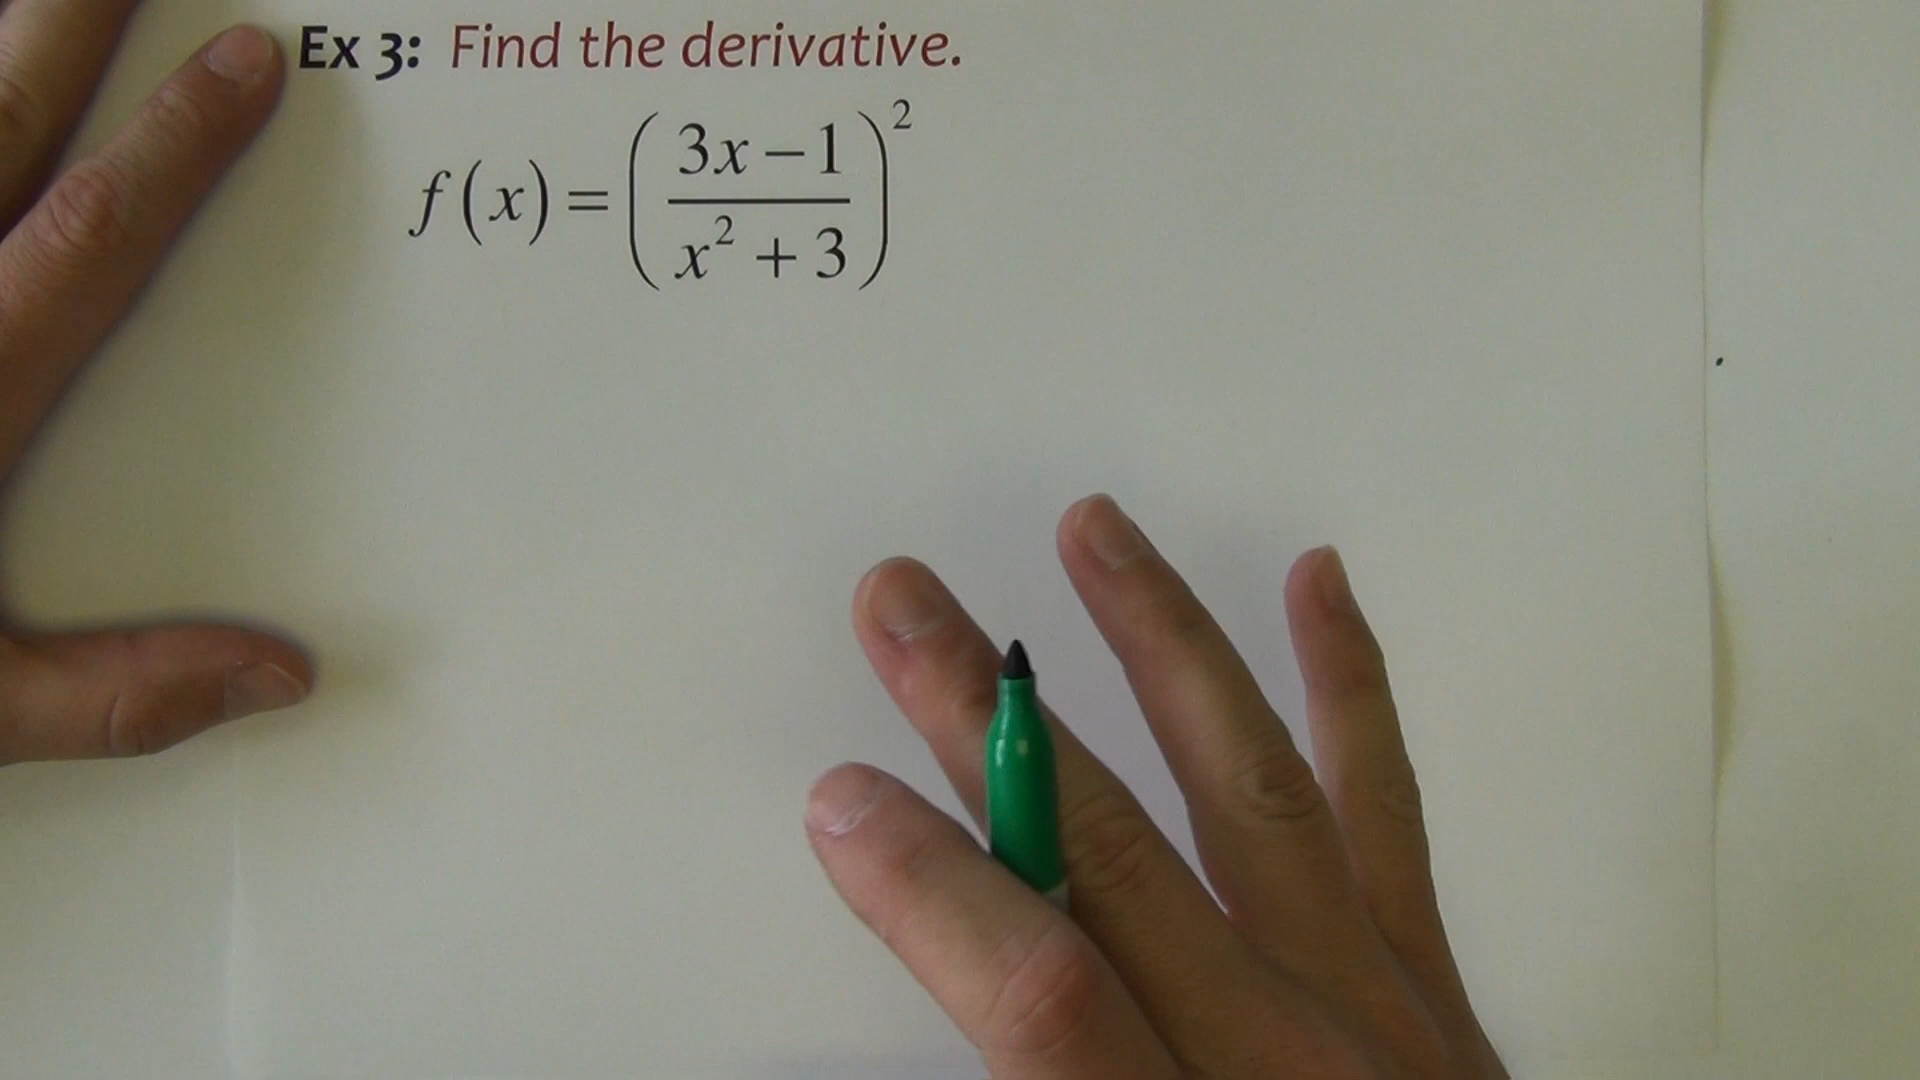 Ex 3: Find the derivative.
f(x) = ( (3x − 1) / (x² + 3) )²